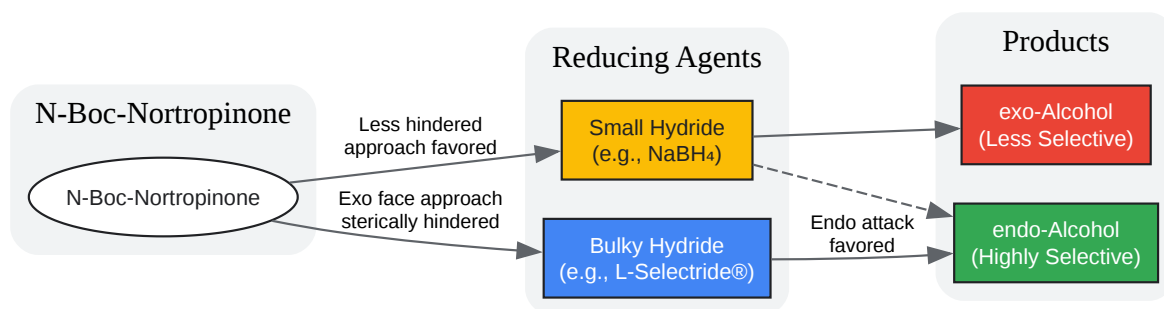 N-Boc-Nortropinone
N-Boc-Nortropinone
Less hindered
approach favored
Exo face approach
sterically hindered
Reducing Agents
Small Hydride
(e.g., NaBH₄)
Bulky Hydride
(e.g., L-Selectride®)
Endo attack
favored
Products
exo-Alcohol
(Less Selective)
endo-Alcohol
(Highly Selective)